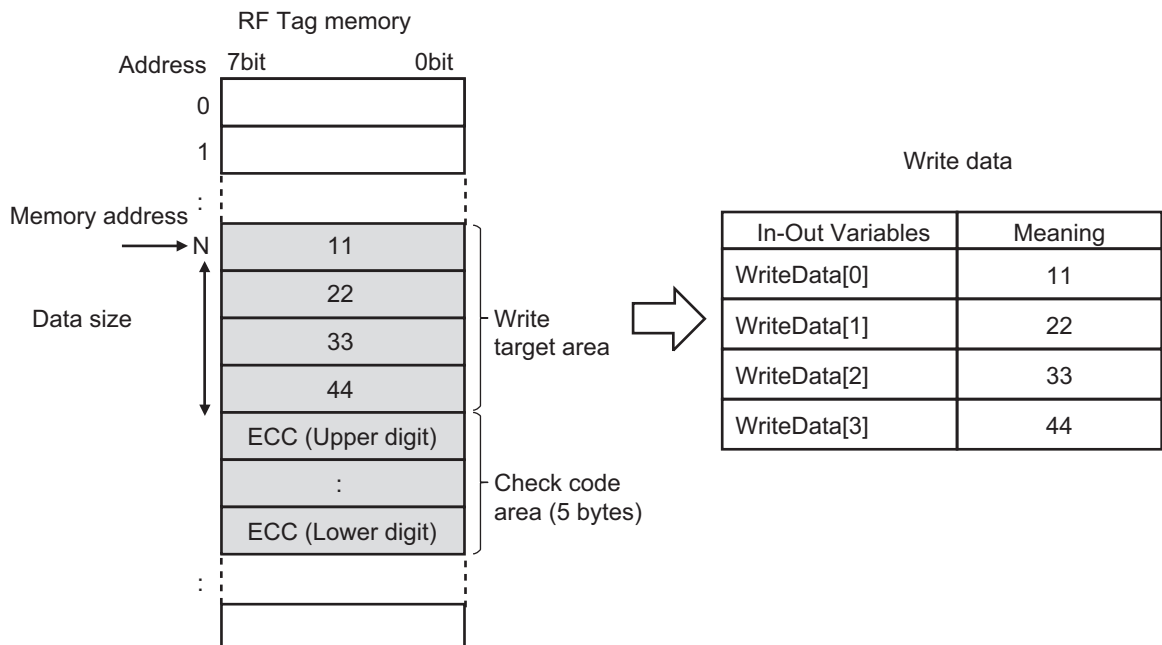 RF Tag memory
Address 7bit 0bit
0
1
:
Memory address
N 11
22
Data size
33
44
Write
target area
ECC (Upper digit)
:
ECC (Lower digit)
Check code
area (5 bytes)
:
Write data
In-Out Variables Meaning
WriteData[0] 11
WriteData[1] 22
WriteData[2] 33
WriteData[3] 44